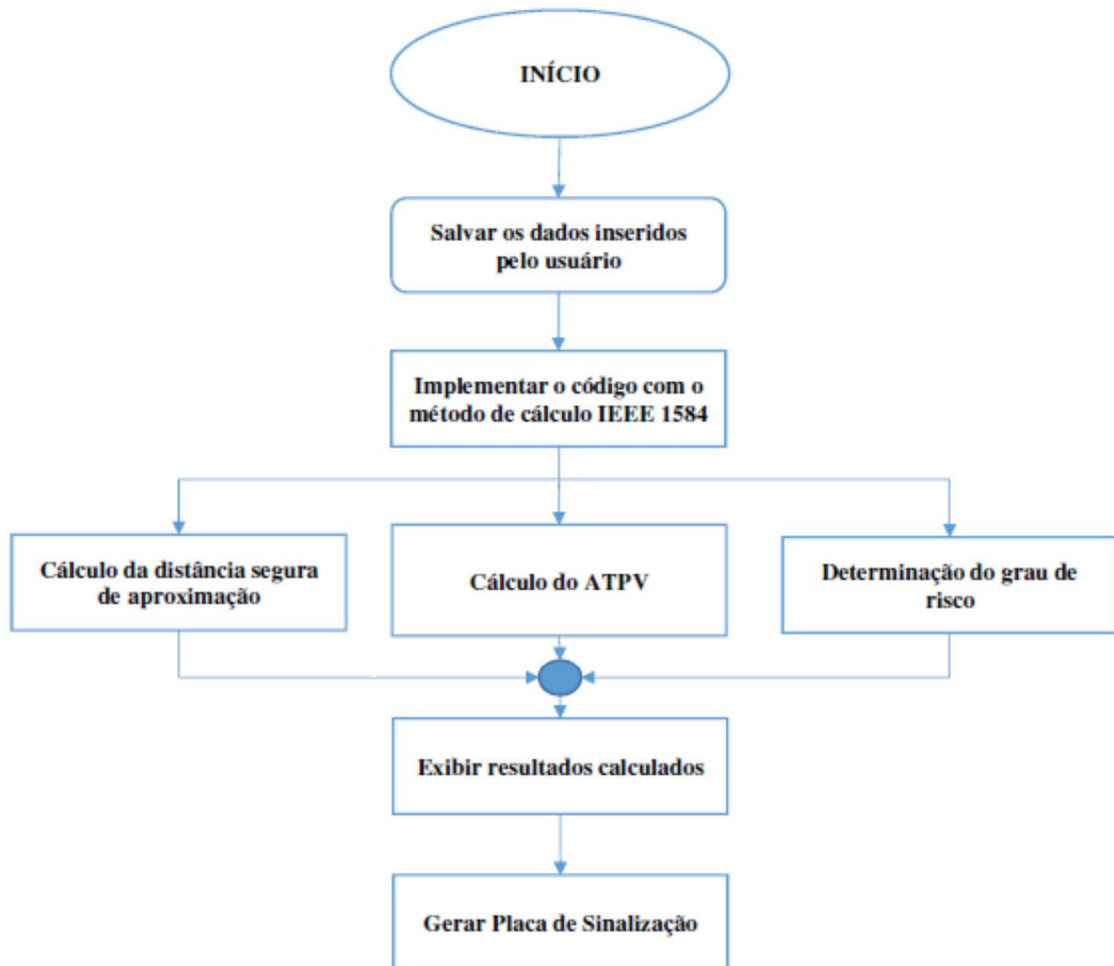 INÍCIO
Salvar os dados inseridos
pelo usuário
Implementar o código com o
método de cálculo IEEE 1584
Cálculo da distância segura
de aproximação
Cálculo do ATPV
Determinação do grau de
risco
Exibir resultados calculados
Gerar Placa de Sinalização